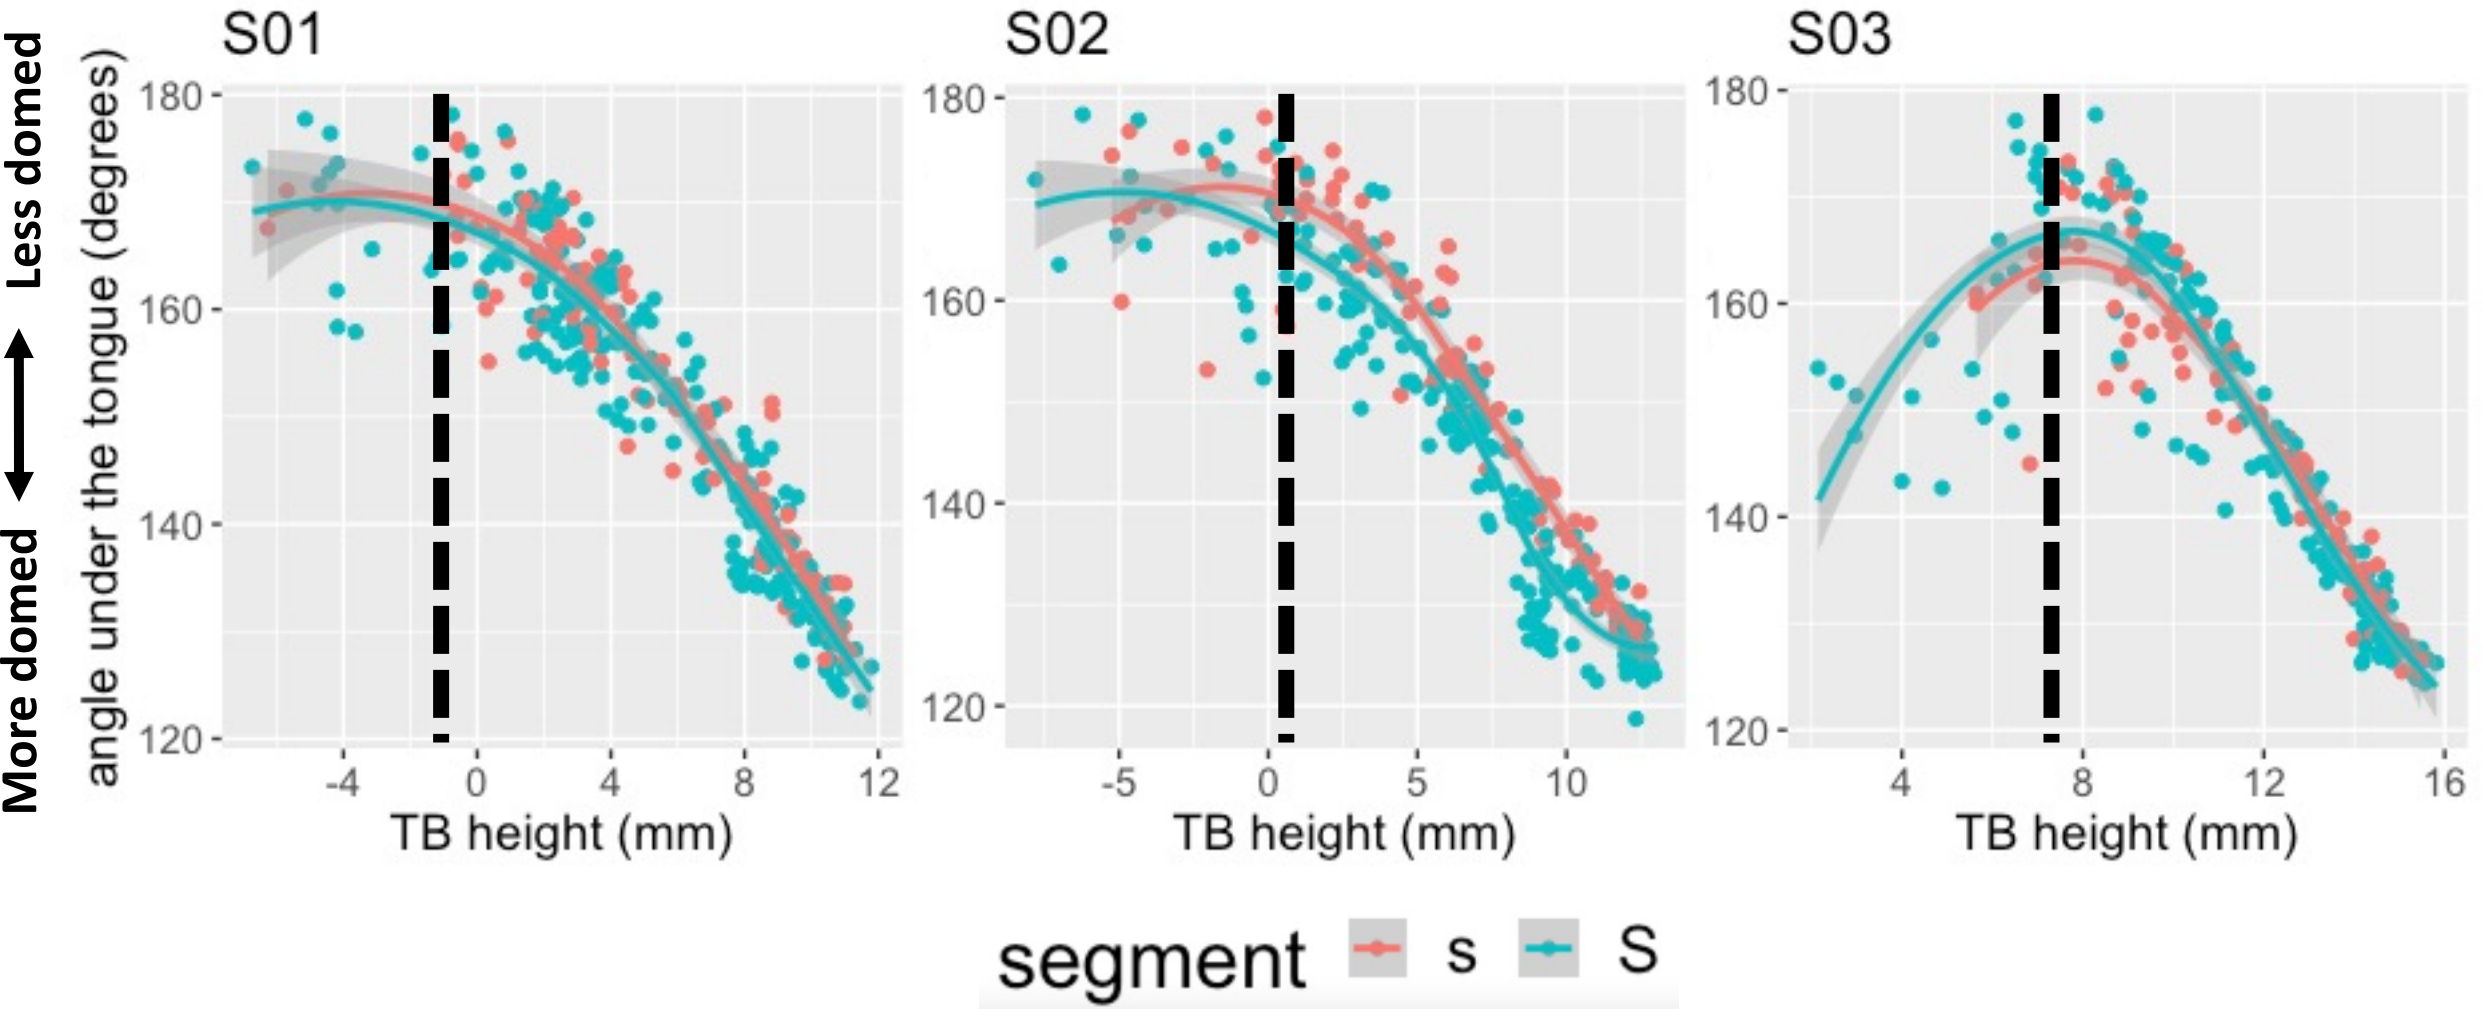 S01
S02
S03
Less domed
More domed
angle under the tongue (degrees)
180
160
140
120
-4
0
4
8
12
TB height (mm)
180
160
140
120
-5
0
5
10
TB height (mm)
180
160
140
120
4
8
12
16
TB height (mm)
segment s S